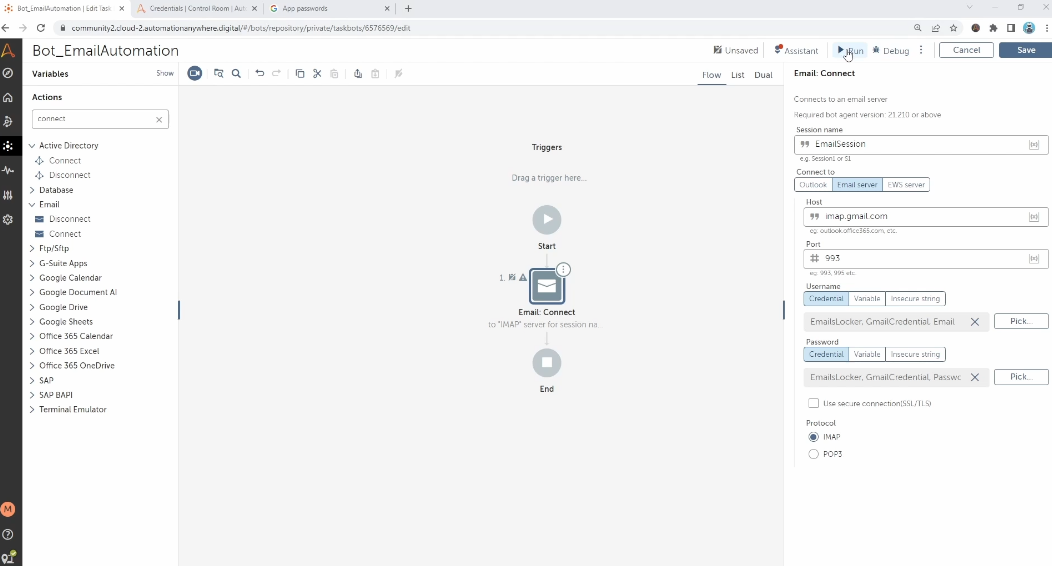 Bot_EmailAutomation | Edit Task
Credentials | Control Room | Aut
App passwords
community2.cloud-2.automationanywhere.digital/#/bots/repository/private/taskbots/6576569/edit
Bot_EmailAutomation
Unsaved
Assistant
Run
Debug
Cancel
Save
Variables
Show
Flow
List
Dual
Email: Connect
Actions
connect
Active Directory
Connect
Disconnect
Database
Email
Disconnect
Connect
Ftp/Sftp
G-Suite Apps
Google Calendar
Google Document AI
Google Drive
Google Sheets
Office 365 Calendar
Office 365 Excel
Office 365 OneDrive
SAP
SAP BAPI
Terminal Emulator
M
Triggers
Drag a trigger here...
Start
1.
Email: Connect
to "IMAP" server for session na...
End
Connects to an email server
Required bot agent version: 21.210 or above
Session name
EmailSession
(x)
e.g. Session1 or S1
Connect to
Outlook
Email server
EWS server
Host
imap.gmail.com
(x)
eg: outlook.office365.com, etc.
Port
# 993
(x)
eg: 993, 995 etc.
Username
Credential
Variable
Insecure string
EmailsLocker, GmailCredential, Email
Pick...
Password
Credential
Variable
Insecure string
EmailsLocker, GmailCredential, Passwc
Pick...
Use secure connection(SSL/TLS)
Protocol
IMAP
POP3